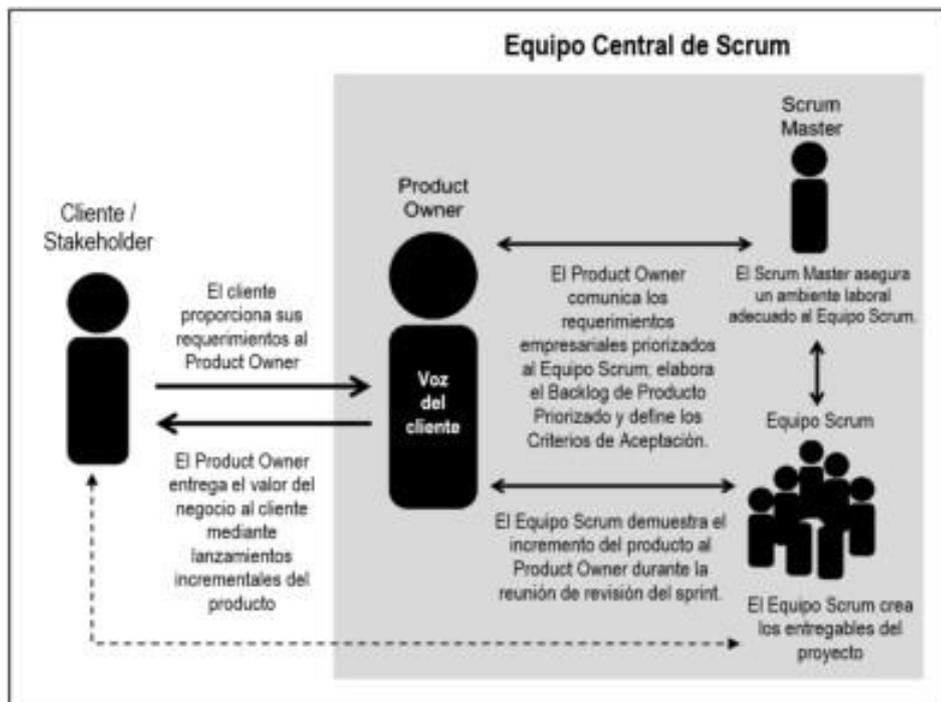 Equipo Central de Scrum
Scrum
Master
Product
Owner
Cliente /
Stakeholder
El cliente
proporciona sus
requerimientos al
Product Owner
Voz
del
cliente
El Product Owner
entrega el valor del
negocio al cliente
mediante
lanzamientos
incrementales del
producto
El Product Owner
comunica los
requerimientos
empresariales priorizados
al Equipo Scrum; elabora
el Backlog de Producto
Priorizado y define los
Criterios de Aceptación.
El Scrum Master asegura
un ambiente laboral
adecuado al Equipo Scrum.
Equipo Scrum
El Equipo Scrum demuestra el
incremento del producto al
Product Owner durante la
reunión de revisión del sprint.
El Equipo Scrum crea
los entregables del
proyecto